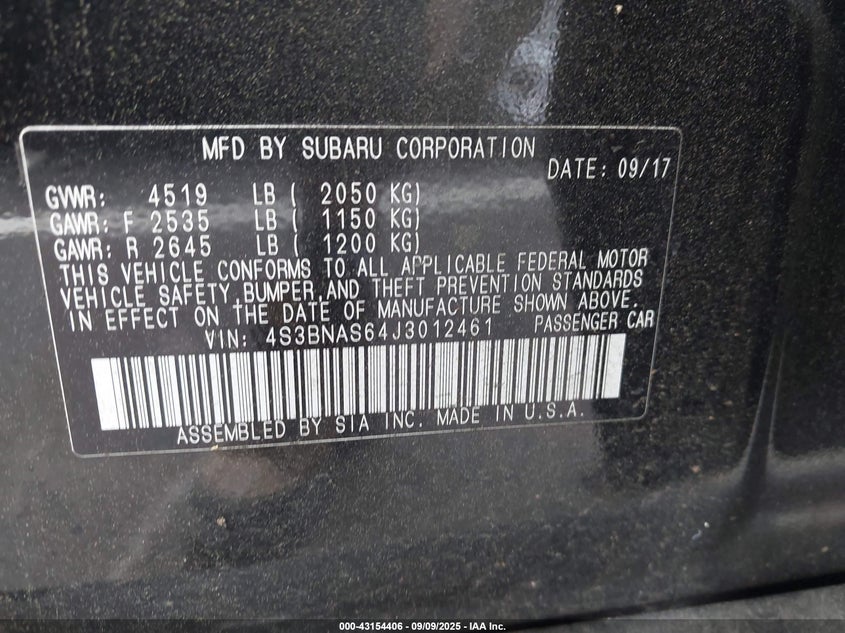 MFD BY SUBARU CORPORATION
DATE: 09/17
GVWR: 4519 LB ( 2050 KG)
GAWR: F 2535 LB ( 1150 KG)
GAWR: R 2645 LB ( 1200 KG)
THIS VEHICLE CONFORMS TO ALL APPLICABLE FEDERAL MOTOR
VEHICLE SAFETY,BUMPER,AND THEFT PREVENTION STANDARDS
IN EFFECT ON THE DATE OF MANUFACTURE SHOWN ABOVE.
VIN: 4S3BNAS64J3012461 PASSENGER CAR
ASSEMBLED BY SIA INC. MADE IN U.S.A.
000-43154406 - 09/09/2025 - IAA Inc.